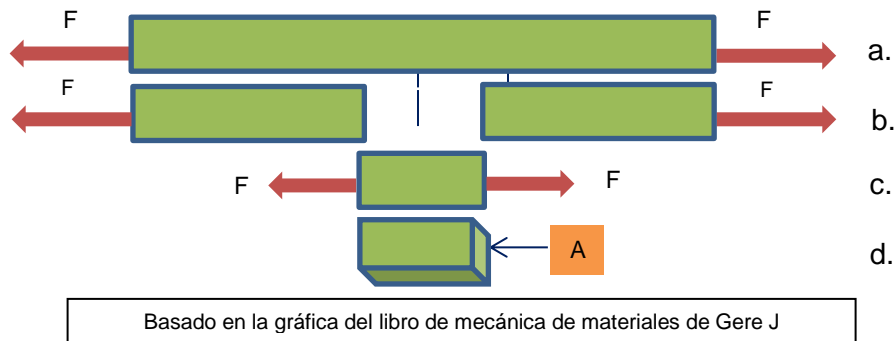 F F
a.
F F
b.
F F
c.
A
d.
Basado en la gráfica del libro de mecánica de materiales de Gere J